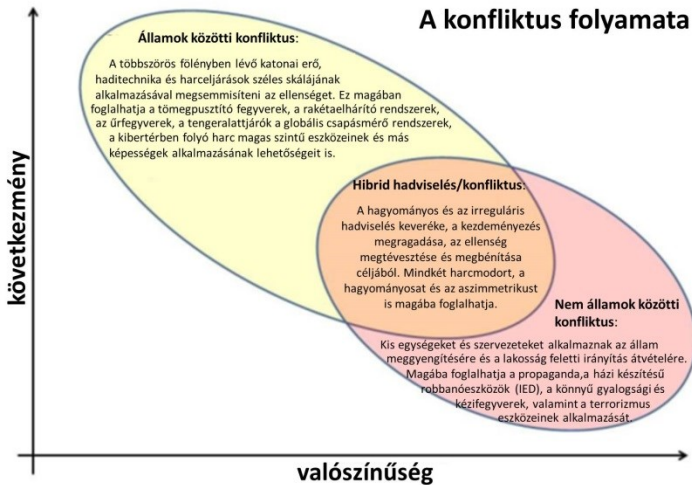 A konfliktus folyamata
Államok közötti konfliktus:
A többszörös fölényben lévő katonai erő,
haditechnika és harceljárások széles skálájának
alkalmazásával megsemmisíteni az ellenséget. Ez magában
foglalhatja a tömegpusztító fegyverek, a rakétaelhárító rendszerek,
az űrfegyverek, a tengeralattjárók a globális csapásmérő rendszerek,
a kibertérben folyó harc magas szintű eszközeinek és más
képességek alkalmazásának lehetőségeit is.
Hibrid hadviselés/konfliktus:
A hagyományos és az irreguláris
hadviselés keveréke, a kezdeményezés
megragadása, az ellenség
megtévesztése és megbénítása
céljából. Mindkét harcmodort, a
hagyományosat és az aszimmetrikust
is magába foglalhatja.
Nem államok közötti
konfliktus:
Kis egységeket és szervezeteket alkalmaznak az állam
meggyengítésére és a lakosság feletti irányítás átvételére.
Magába foglalhatja a propaganda,a házi készítésű
robbanóeszközök (IED), a könnyű gyalogsági és
kézifegyverek, valamint a terrorizmus
eszközeinek alkalmazását.
következmény
valószínűség